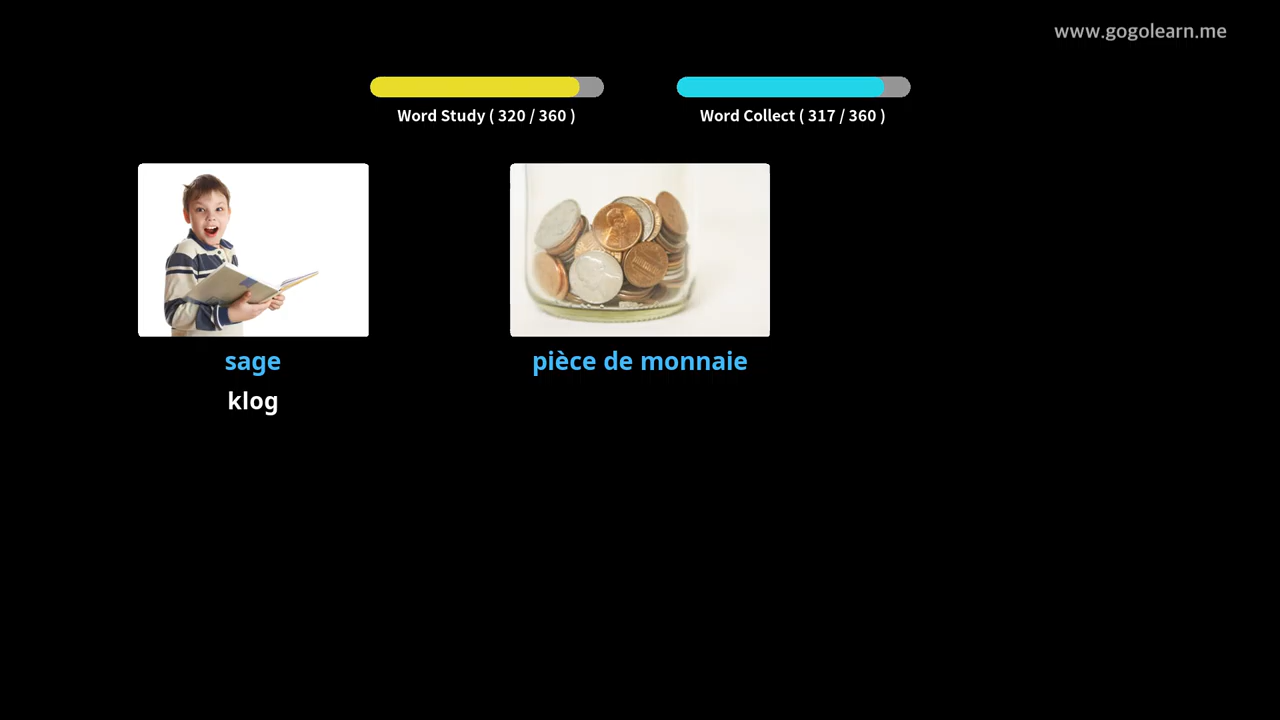 www.gogolearn.me
Word Study ( 320 / 360 )
Word Collect ( 317 / 360 )
sage
klog
pièce de monnaie